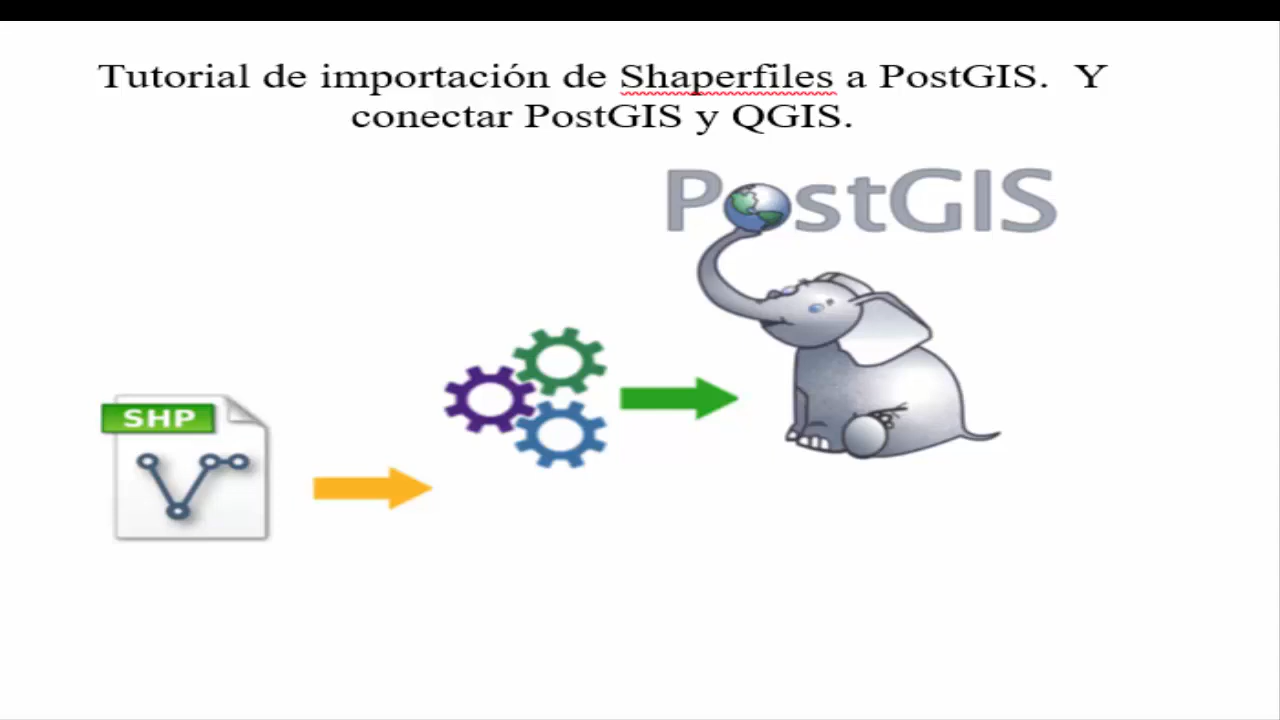 Tutorial de importación de Shaperfiles a PostGIS. Y
conectar PostGIS y QGIS.
PostGIS
SHP